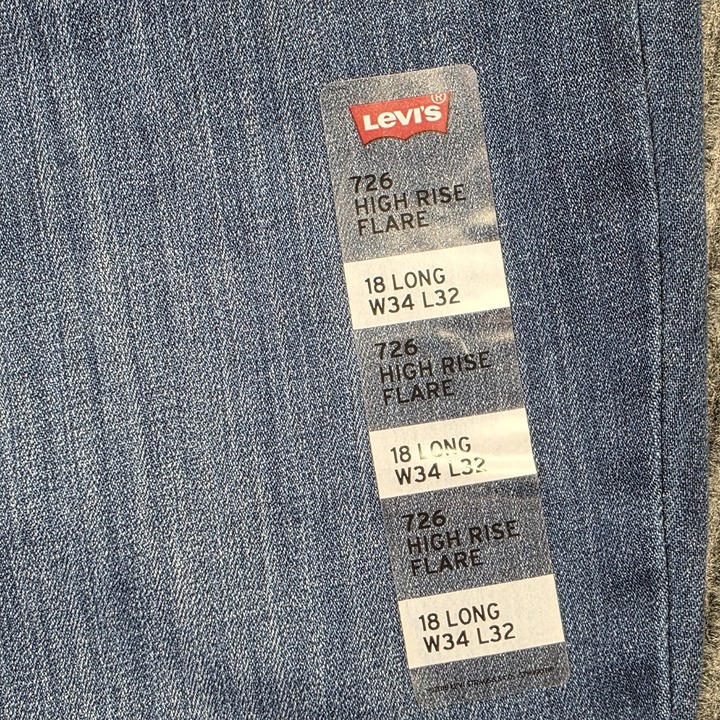 LEVI'S®
726
HIGH RISE
FLARE
18 LONG
W34 L32
726
HIGH RISE
FLARE
18 LONG
W34 L32
726
HIGH RISE
FLARE
18 LONG
W34 L32